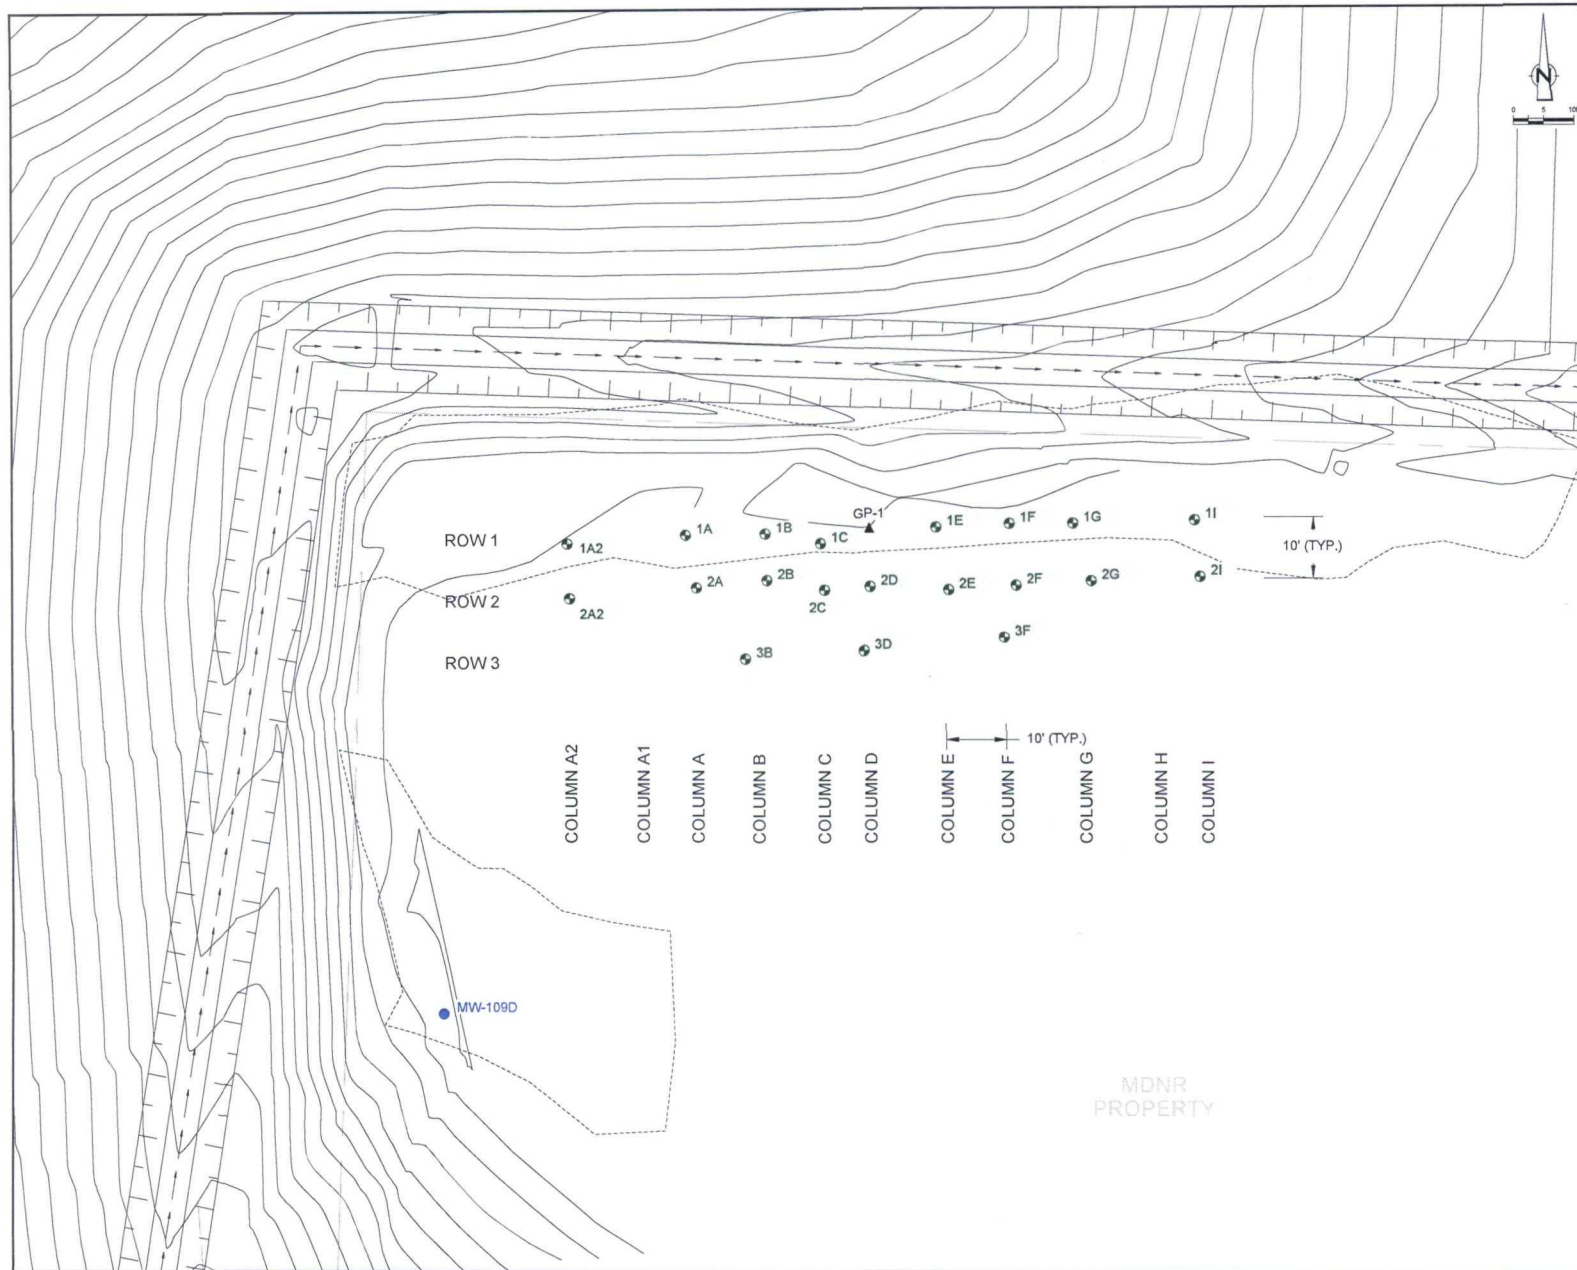 N
0 5 10
GP-1
1A
1B
1C
1E
1F
1G
1I
ROW 1
1A2
10' (TYP.)
2A
2B
2D
2E
2F
2G
2I
ROW 2
2A2
2C
3F
3D
3B
ROW 3
10' (TYP.)
COLUMN A2
COLUMN A1
COLUMN A
COLUMN B
COLUMN C
COLUMN D
COLUMN E
COLUMN F
COLUMN G
COLUMN H
COLUMN I
MW-109D
MDNR
PROPERTY